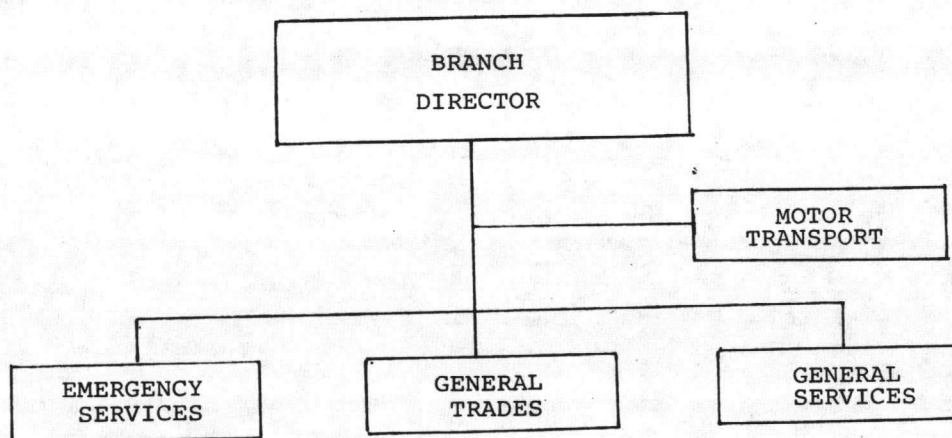 BRANCH
DIRECTOR
MOTOR
TRANSPORT
EMERGENCY
SERVICES
GENERAL
TRADES
GENERAL
SERVICES